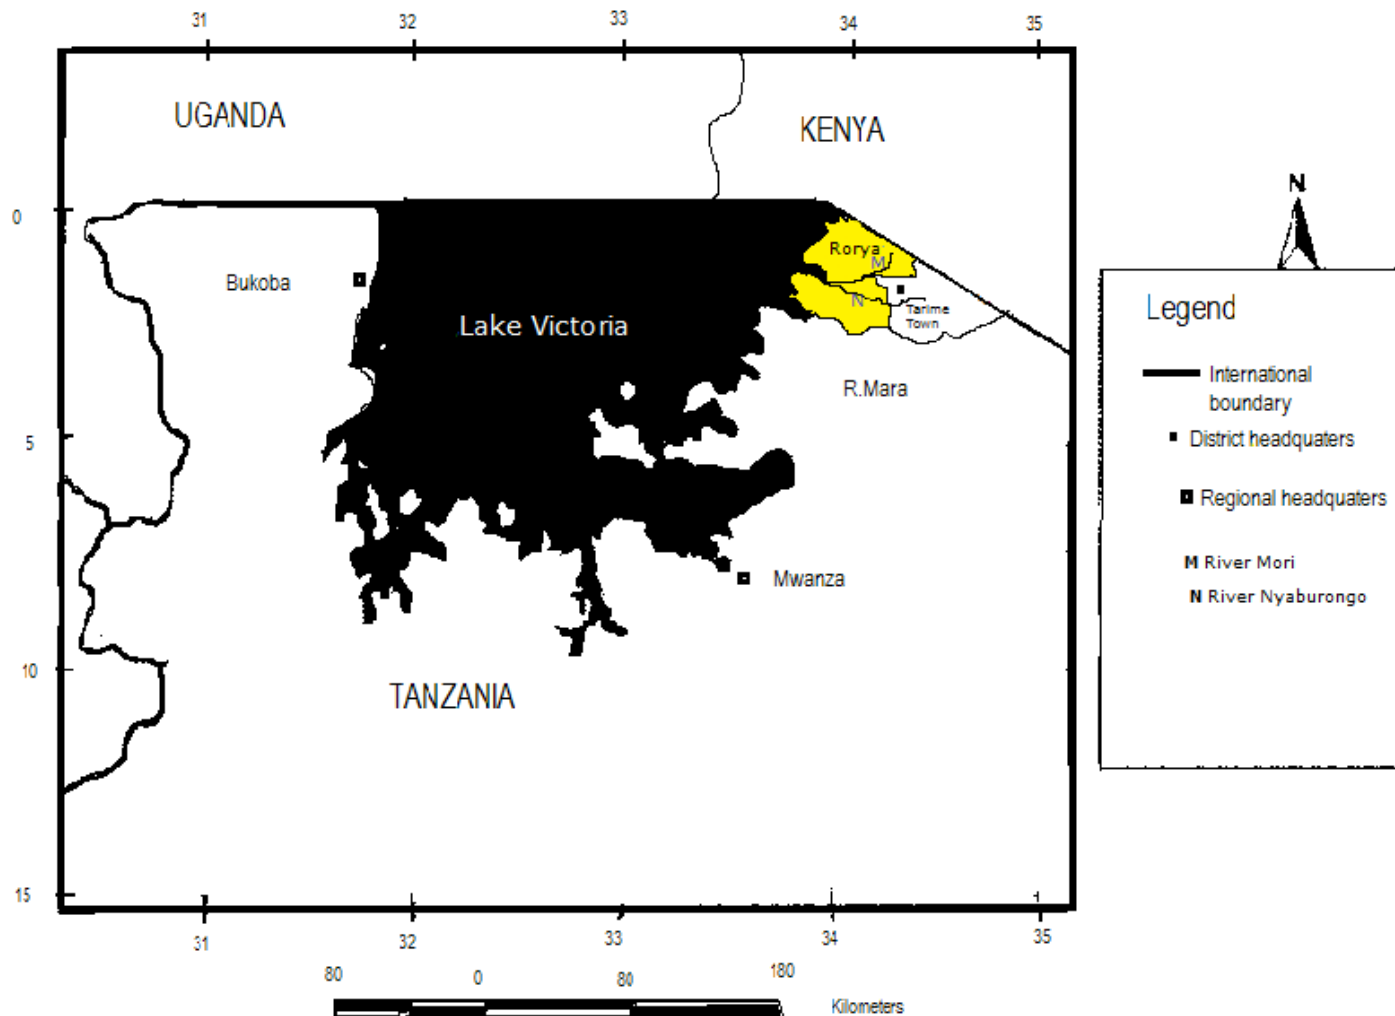 31 32 33 34 35
UGANDA
KENYA
N
0
Rorya
M
Bukoba
N
Tarime
Town
Lake Victoria
Legend
International
boundary
R.Mara
5
District headquaters
Regional headquaters
Mwanza
M River Mori
N River Nyaburongo
10
TANZANIA
15
31 32 33 34 35
80 0 80 180
Kilometers